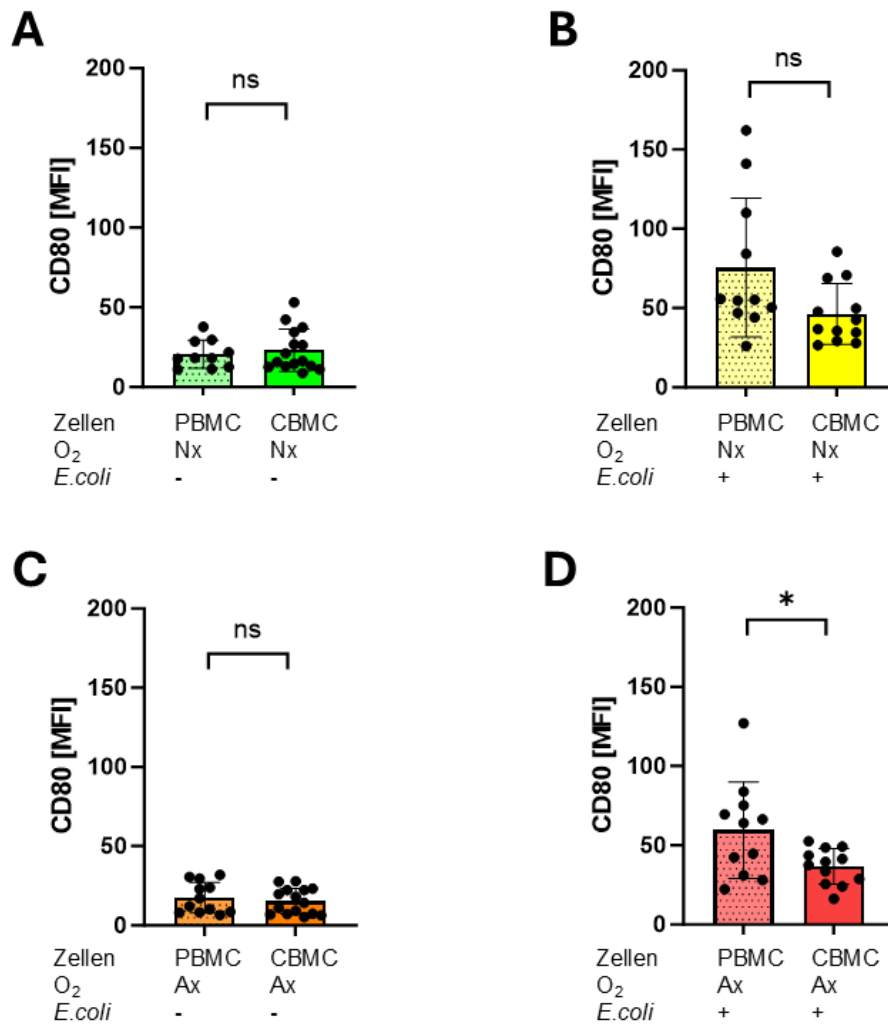 A
200
150
100
50
0
CD80 [MFI]
ns
Zellen PBMC CBMC
O₂ Nx Nx
E.coli - -
B
200
150
100
50
0
CD80 [MFI]
ns
Zellen PBMC CBMC
O₂ Nx Nx
E.coli + +
C
200
150
100
50
0
CD80 [MFI]
ns
Zellen PBMC CBMC
O₂ Ax Ax
E.coli - -
D
200
150
100
50
0
CD80 [MFI]
*
Zellen PBMC CBMC
O₂ Ax Ax
E.coli + +